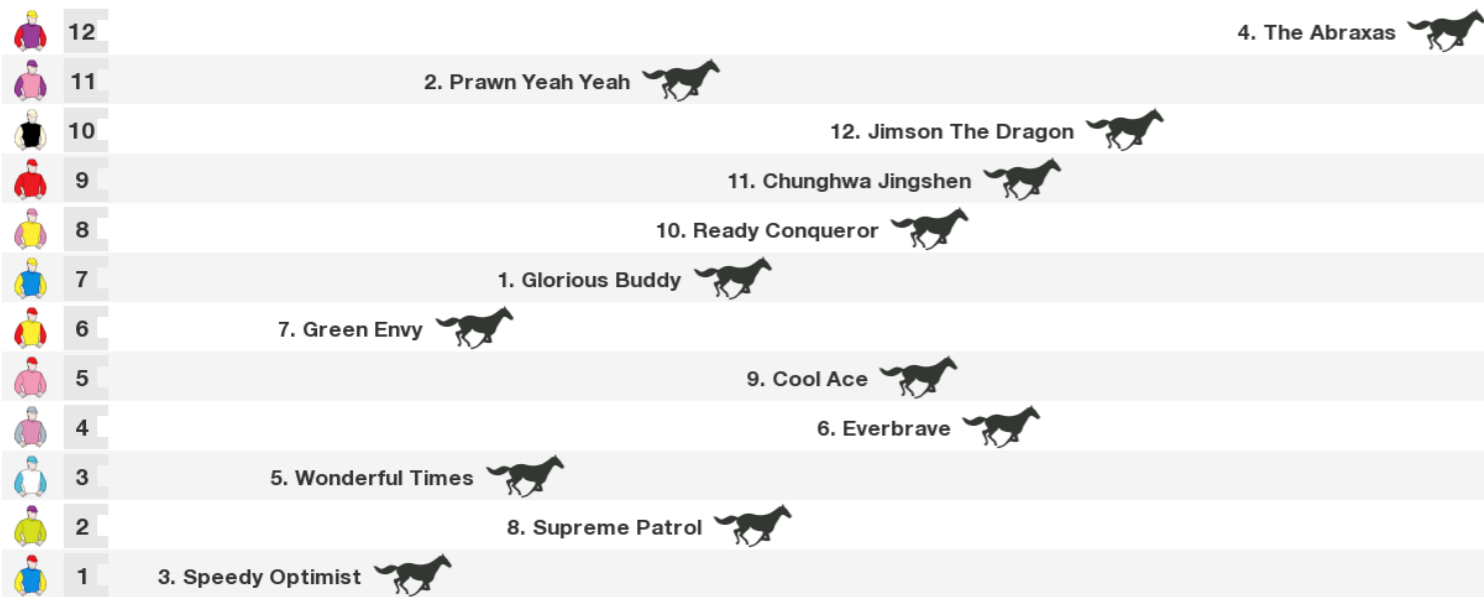 12 4. The Abraxas
11 2. Prawn Yeah Yeah
10 12. Jimson The Dragon
9 11. Chunghwa Jingshen
8 10. Ready Conqueror
7 1. Glorious Buddy
6 7. Green Envy
5 9. Cool Ace
4 6. Everbrave
3 5. Wonderful Times
2 8. Supreme Patrol
1 3. Speedy Optimist